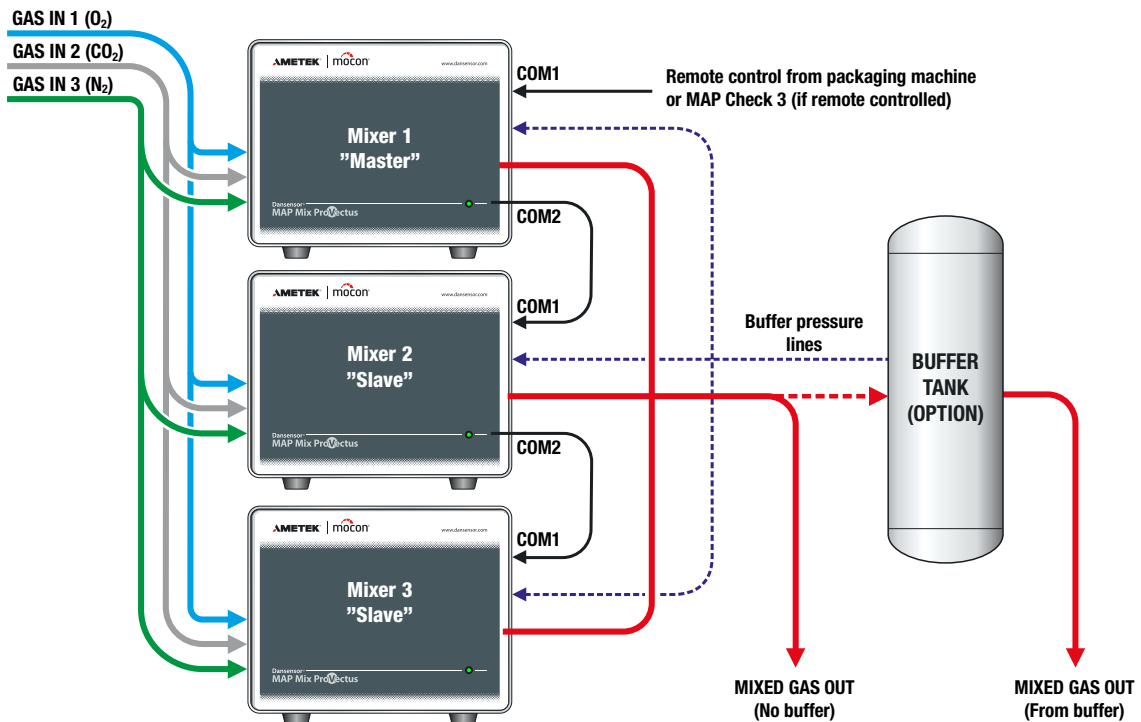 GAS IN 1 (O₂)
GAS IN 2 (CO₂)
GAS IN 3 (N₂)
AMETEK mocon
www.dansensor.com
Mixer 1
”Master”
Dansensor
MAP Mix ProVectus
COM1
Remote control from packaging machine
or MAP Check 3 (if remote controlled)
COM2
AMETEK mocon
www.dansensor.com
Mixer 2
”Slave”
Dansensor
MAP Mix ProVectus
COM1
Buffer pressure
lines
COM2
BUFFER
TANK
(OPTION)
AMETEK mocon
www.dansensor.com
Mixer 3
”Slave”
Dansensor
MAP Mix ProVectus
COM1
MIXED GAS OUT
(No buffer)
MIXED GAS OUT
(From buffer)